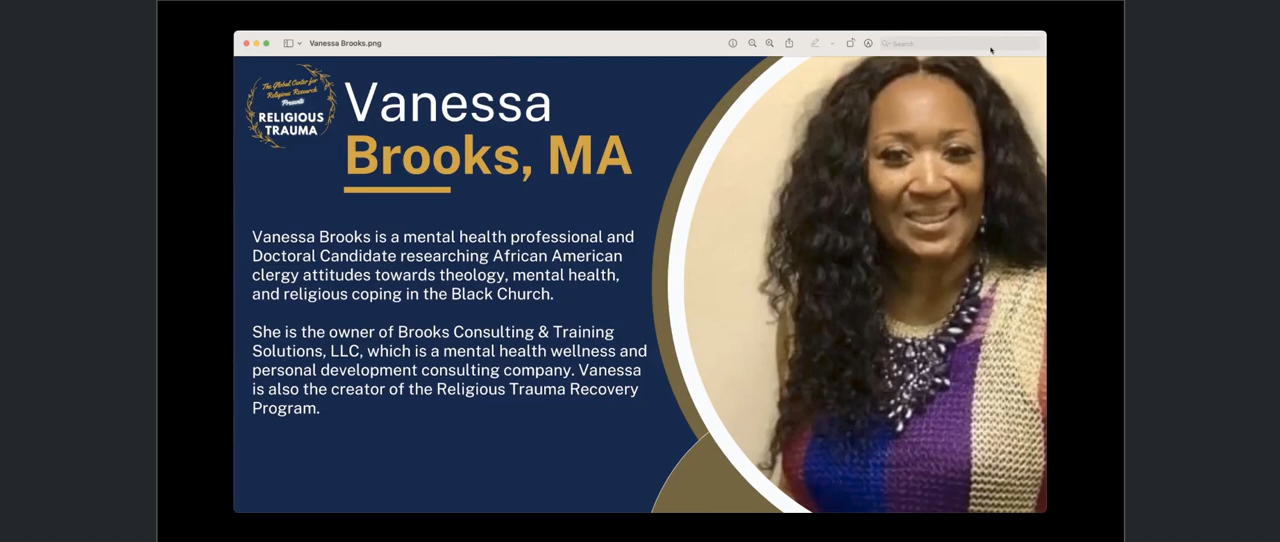 Vanessa Brooks.png
Search
The Global Center for
Religious Research
Presents
RELIGIOUS
TRAUMA
Vanessa
Brooks, MA
Vanessa Brooks is a mental health professional and
Doctoral Candidate researching African American
clergy attitudes towards theology, mental health,
and religious coping in the Black Church.
She is the owner of Brooks Consulting & Training
Solutions, LLC, which is a mental health wellness and
personal development consulting company. Vanessa
is also the creator of the Religious Trauma Recovery
Program.